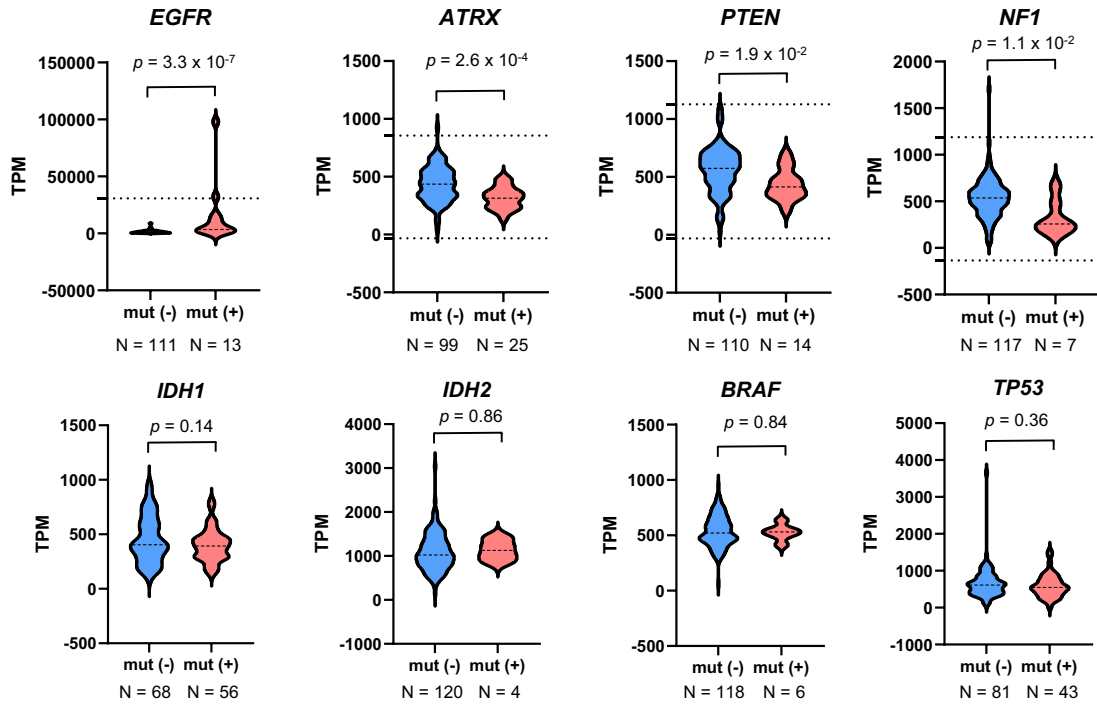 EGFR ATRX PTEN NF1
p = 3.3 x 10-7 p = 2.6 x 10-4 p = 1.9 x 10-2 p = 1.1 x 10-2
TPM
150000
100000
50000
0
-50000
mut (-) mut (+)
N = 111 N = 13
TPM
1500
1000
500
0
-500
mut (-) mut (+)
N = 99 N = 25
TPM
1500
1000
500
0
-500
mut (-) mut (+)
N = 110 N = 14
TPM
2000
1500
1000
500
0
-500
mut (-) mut (+)
N = 117 N = 7
IDH1 IDH2 BRAF TP53
p = 0.14 p = 0.86 p = 0.84 p = 0.36
TPM
1500
1000
500
0
-500
mut (-) mut (+)
N = 68 N = 56
TPM
4000
3000
2000
1000
0
-1000
mut (-) mut (+)
N = 120 N = 4
TPM
1500
1000
500
0
-500
mut (-) mut (+)
N = 118 N = 6
TPM
5000
4000
3000
2000
1000
0
-1000
mut (-) mut (+)
N = 81 N = 43